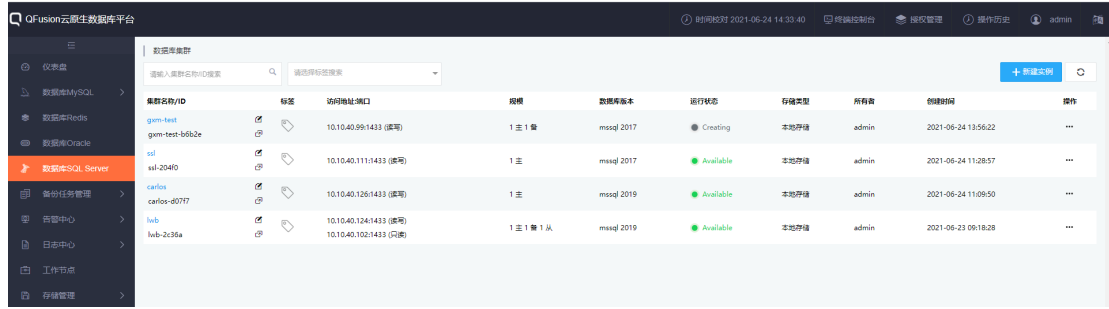 QFusion云原生数据库平台
时间校对 2021-06-24 14:33:40 终端控制台 授权管理 操作历史 admin
仪表盘
数据库MySQL
数据库Redis
数据库Oracle
数据库SQL Server
备份任务管理
告警中心
日志中心
工作节点
存储管理
数据库集群
请输入集群名称/ID搜索 请选择标签搜索 + 新建实例
集群名称/ID 标签 访问地址:端口 规模 数据库版本 运行状态 存储类型 所有者 创建时间 操作
gxm-test
gxm-test-b6b2e 10.10.40.99:1433 (读写) 1 主 1 备 mssql 2017 Creating 本地存储 admin 2021-06-24 13:56:22 ···
ssl
ssl-204f0 10.10.40.111:1433 (读写) 1 主 mssql 2017 Available 本地存储 admin 2021-06-24 11:28:57 ···
carlos
carlos-d07f7 10.10.40.126:1433 (读写) 1 主 mssql 2019 Available 本地存储 admin 2021-06-24 11:09:50 ···
lwb 10.10.40.124:1433 (读写)
lwb-2c36a 10.10.40.102:1433 (只读) 1 主 1 备 1 从 mssql 2019 Available 本地存储 admin 2021-06-23 09:18:28 ···